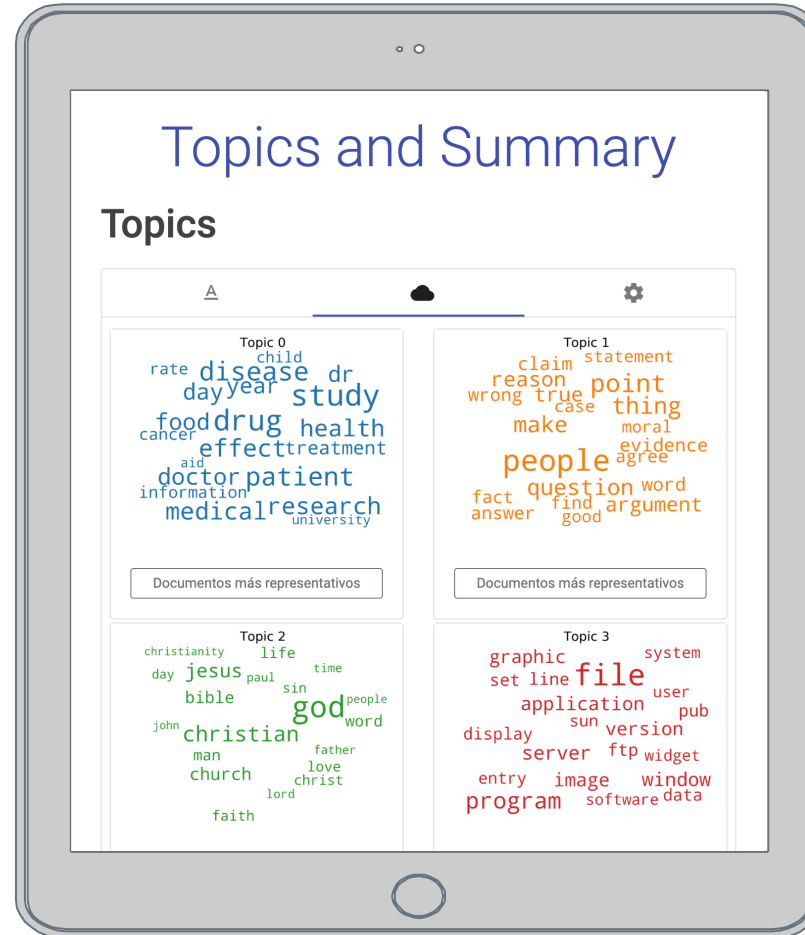 Topics and Summary
Topics
A
Topic 0
child
rate disease dr
day year study
food drug health
cancer effect treatment
aid
doctor patient
information
medical research
university
Documentos más representativos
Topic 1
claim statement
reason point
wrong true
case thing
make moral
evidence
people agree
question word
fact find argument
answer good
Documentos más representativos
Topic 2
christianity life
day jesus paul time
sin
bible god people
word
john christian
man father
church love
christ
lord
faith
Topic 3
graphic system
set line file
user
application pub
sun version
display
server ftp widget
entry image window
program software data